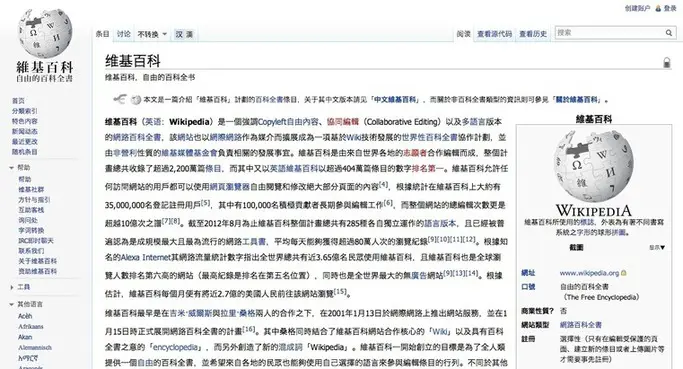 创建账户 登录
条目 讨论 不转换 汉 漢 阅读 查看源代码 查看历史 搜索
維基百科
自由的百科全書
維基百科
維基百科，自由的百科全书
本文是一篇介紹「維基百科」計劃的百科全書條目，关于其中文版本請见「中文維基百科」，而關於非百科全書類型的資訊則可參見「關於維基百科」。
首页
分类索引
特色内容
新闻动态
最近更改
随机条目
帮助
帮助
维基社群
方针与指引
互助客栈
询问处
字词转换
IRC即时聊天
联系我们
关于维基百科
资助维基百科
工具
其他语言
Acèh
Afrikaans
Akan
Alemannisch
አማርኛ
Aragonés
維基百科（英語：Wikipedia）是一個強調Copyleft自由內容、協同編輯（Collaborative Editing）以及多語言版本
的網路百科全書，該網站也以網際網路作為媒介而擴展成為一項基於Wiki技術發展的世界性百科全書協作計劃，並
由非營利性質的維基媒體基金會負責相關的發展事宜。維基百科是由來自世界各地的志願者合作編輯而成，整個計
劃總共收錄了超過2,200萬篇條目，而其中又以英語維基百科以超過404萬篇條目的數字排名第一。維基百科允許任
何訪問網站的用戶都可以使用網頁瀏覽器自由閱覽和修改絕大部分頁面的內容[4]，根據統計在維基百科上大約有
35,000,000名登記註冊用戶[5]，其中有100,000名積極貢獻者長期參與編輯工作[6]，而整個網站的總編輯次數更是
超越10億次之譜[7][8]。截至2012年8月為止維基百科整個計畫總共有285種各自獨立運作的語言版本，且已經被普
遍認為是成規模最大且最為流行的網路工具書，平均每天能夠獲得超過80萬人次的瀏覽紀錄[9][10][11][12]。根據知
名的Alexa Internet其網路流量統計數字指出全世界總共有近3.65億名民眾使用維基百科，且維基百科也是全球瀏
覽人數排名第六高的網站（最高紀錄是排名在第五名位置），同時也是全世界最大的無廣網站[9][13][14]。根據
估計，維基百科每個月便有將近2.7億的美國人民前往該網站瀏覽[15]。
維基百科最早是在吉米·威爾斯與拉里·桑格兩人的合作之下，在2001年1月13日於網際網路上推出網站服務，並在1
月15日時正式展開網路百科全書的計畫[16]。其中桑格同時結合了維基百科網站合作核心的「Wiki」以及具有百科
全書之意的「encyclopedia」，而另外創造了新的混成詞「Wikipedia」。維基百科一開始創立的目標是為了全人類
提供一個自由的百科全書，並希望來自各地的民眾也能夠使用自己選擇的語言來參與編輯條目的行列。不同於其他
維基百科
WIKIPEDIA
維基百科所使用的標誌，外表為有著不同書寫
系統之字形的球形拼圖。
截圖 显示▼
網址 www.wikipedia.org
口號 自由的百科全書
(The Free Encyclopedia)
商業性質? 否
網站類型 網路百科全書
註冊 選擇性（只有在編輯受保護的頁
面、建立新的條目或者上傳圖片等
才需要事先註冊）